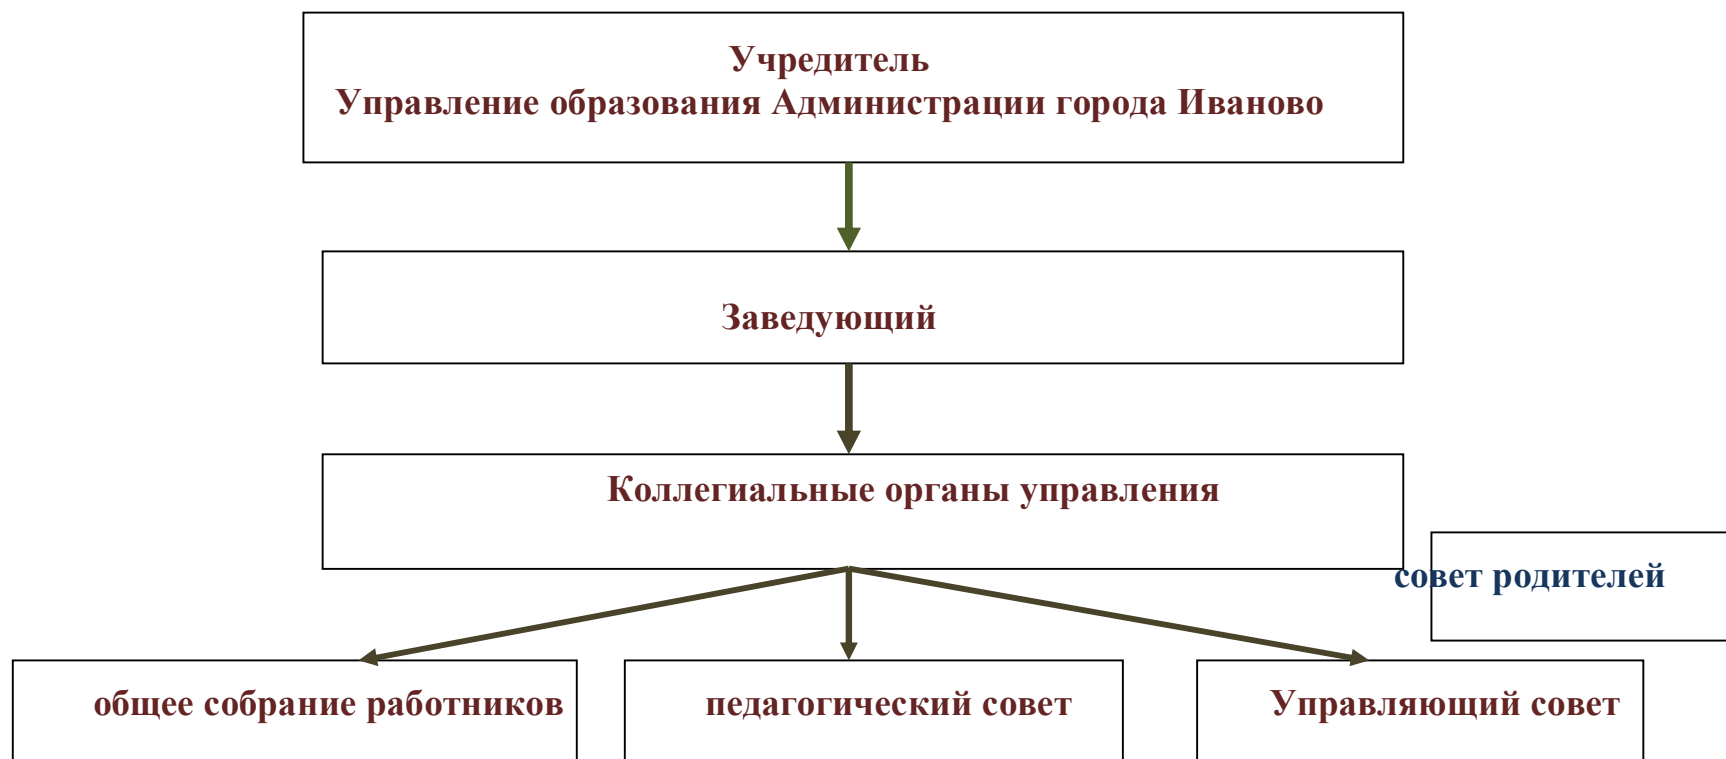 Учредитель
Управление образования Администрации города Иваново
Заведующий
Коллегиальные органы управления
совет родителей
общее собрание работников
педагогический совет
Управляющий совет